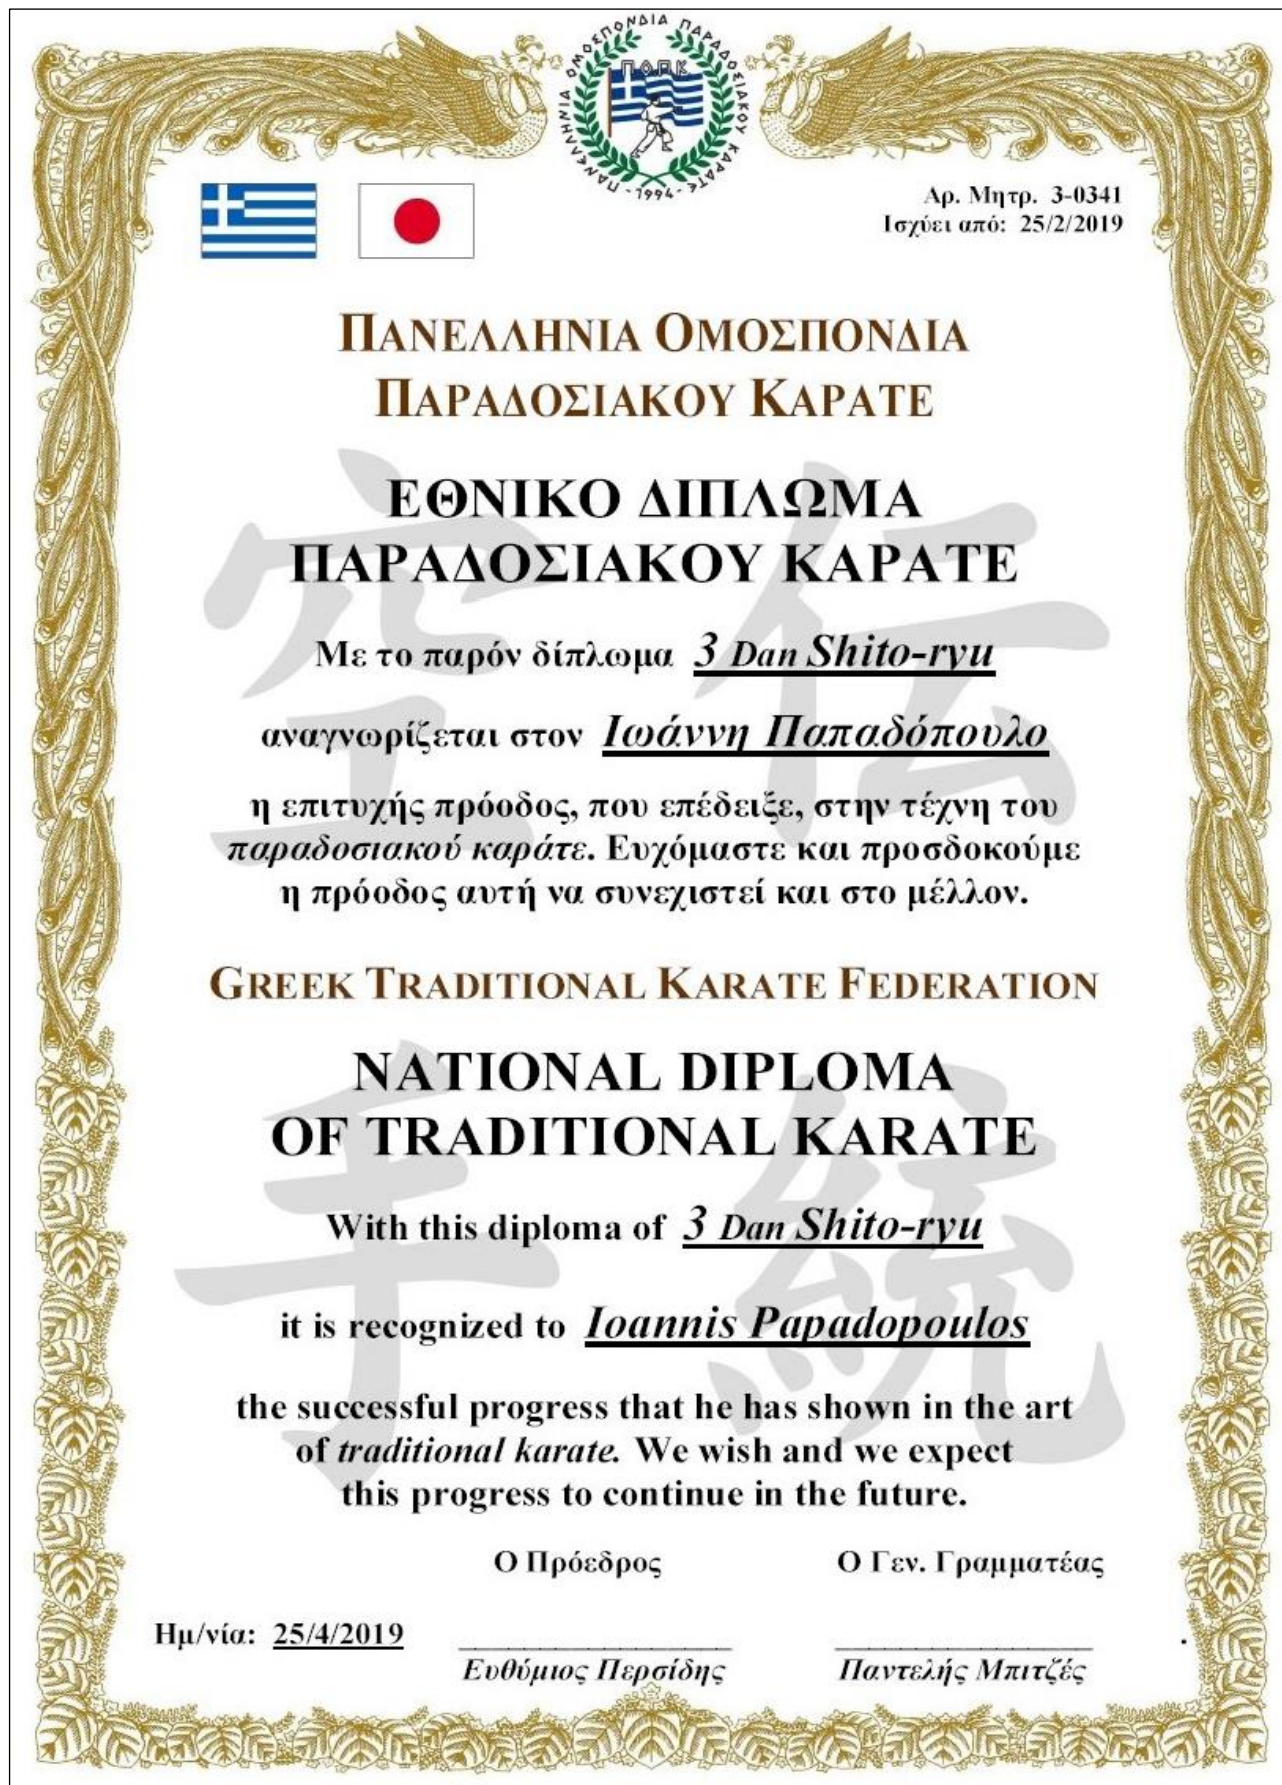 ΠΑΝΕΛΛΗΝΙΑ ΟΜΟΣΠΟΝΔΙΑ ΠΑΡΑΔΟΣΙΑΚΟΥ ΚΑΡΑΤΕ
Π.Ο.Π.Κ.
-1994-
Αρ. Μητρ. 3-0341
Ισχύει από: 25/2/2019
ΠΑΝΕΛΛΗΝΙΑ ΟΜΟΣΠΟΝΔΙΑ
ΠΑΡΑΔΟΣΙΑΚΟΥ ΚΑΡΑΤΕ
空 伝
ΕΘΝΙΚΟ ΔΙΠΛΩΜΑ
ΠΑΡΑΔΟΣΙΑΚΟΥ ΚΑΡΑΤΕ
Με το παρόν δίπλωμα 3 Dan Shito-ryu
αναγνωρίζεται στον Ιωάννη Παπαδόπουλο
η επιτυχής πρόοδος, που επέδειξε, στην τέχνη του
παραδοσιακού καράτε. Ευχόμαστε και προσδοκούμε
η πρόοδος αυτή να συνεχιστεί και στο μέλλον.
GREEK TRADITIONAL KARATE FEDERATION
手 統
NATIONAL DIPLOMA
OF TRADITIONAL KARATE
With this diploma of 3 Dan Shito-ryu
it is recognized to Ioannis Papadopoulos
the successful progress that he has shown in the art
of traditional karate. We wish and we expect
this progress to continue in the future.
Ο Πρόεδρος Ο Γεν. Γραμματέας
Ημ/νία: 25/4/2019
Ευθύμιος Περσίδης Παντελής Μπιτζές